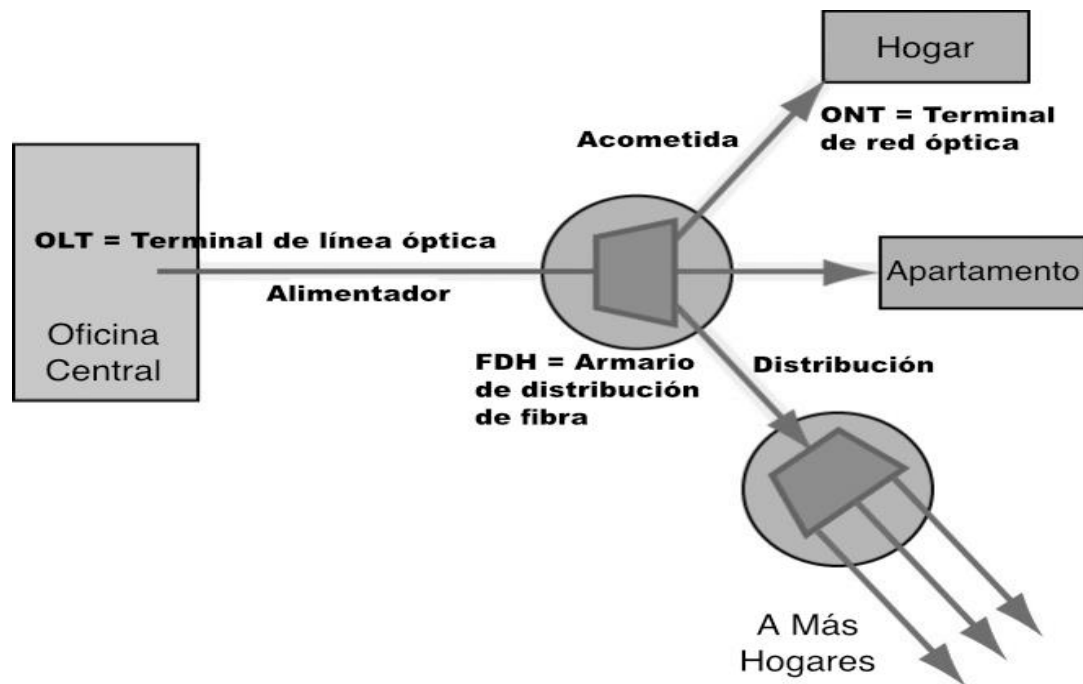 Hogar
ONT = Terminal
de red óptica
Acometida
OLT = Terminal de línea óptica
Alimentador
Apartamento
Oficina
Central
FDH = Armario
de distribución
de fibra
Distribución
A Más
Hogares